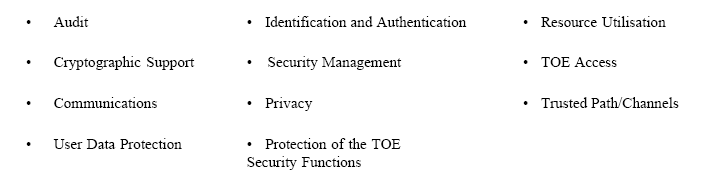 • Audit
• Cryptographic Support
• Communications
• User Data Protection
• Identification and Authentication
• Security Management
• Privacy
• Protection of the TOE
Security Functions
• Resource Utilisation
• TOE Access
• Trusted Path/Channels